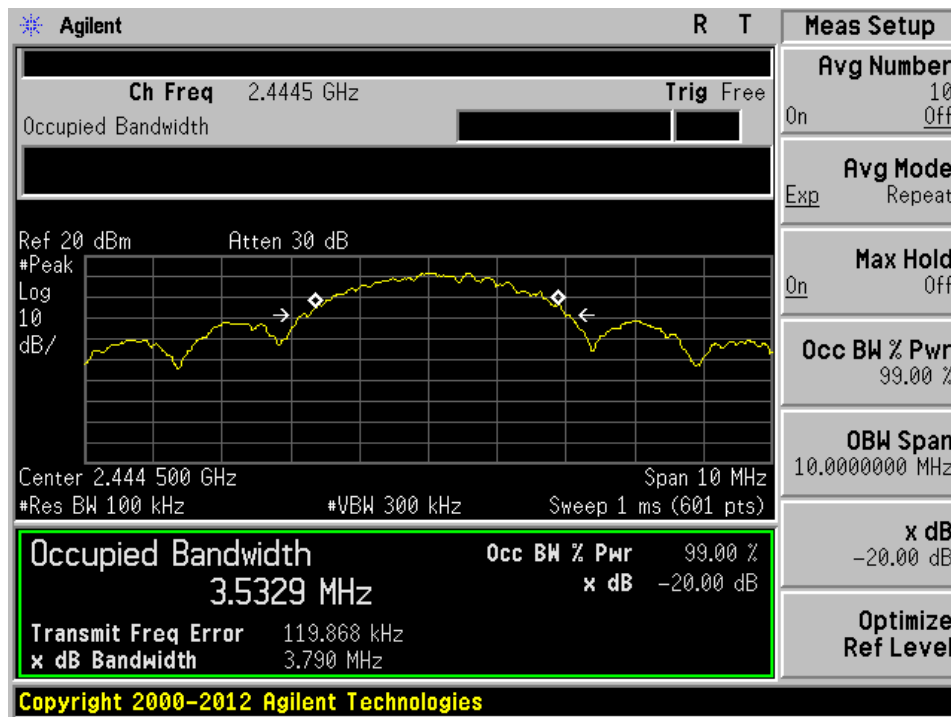 Agilent R T
Ch Freq 2.4445 GHz Trig Free
Occupied Bandwidth
Ref 20 dBm Atten 30 dB
#Peak
Log
10
dB/
Center 2.444 500 GHz Span 10 MHz
#Res BW 100 kHz #VBW 300 kHz Sweep 1 ms (601 pts)
Occupied Bandwidth Occ BW % Pwr 99.00 %
3.5329 MHz x dB -20.00 dB
Transmit Freq Error 119.868 kHz
x dB Bandwidth 3.790 MHz
Copyright 2000-2012 Agilent Technologies
Meas Setup
Avg Number
10
On Off
Avg Mode
Exp Repeat
Max Hold
On Off
Occ BW % Pwr
99.00 %
OBW Span
10.0000000 MHz
x dB
-20.00 dB
Optimize
Ref Level